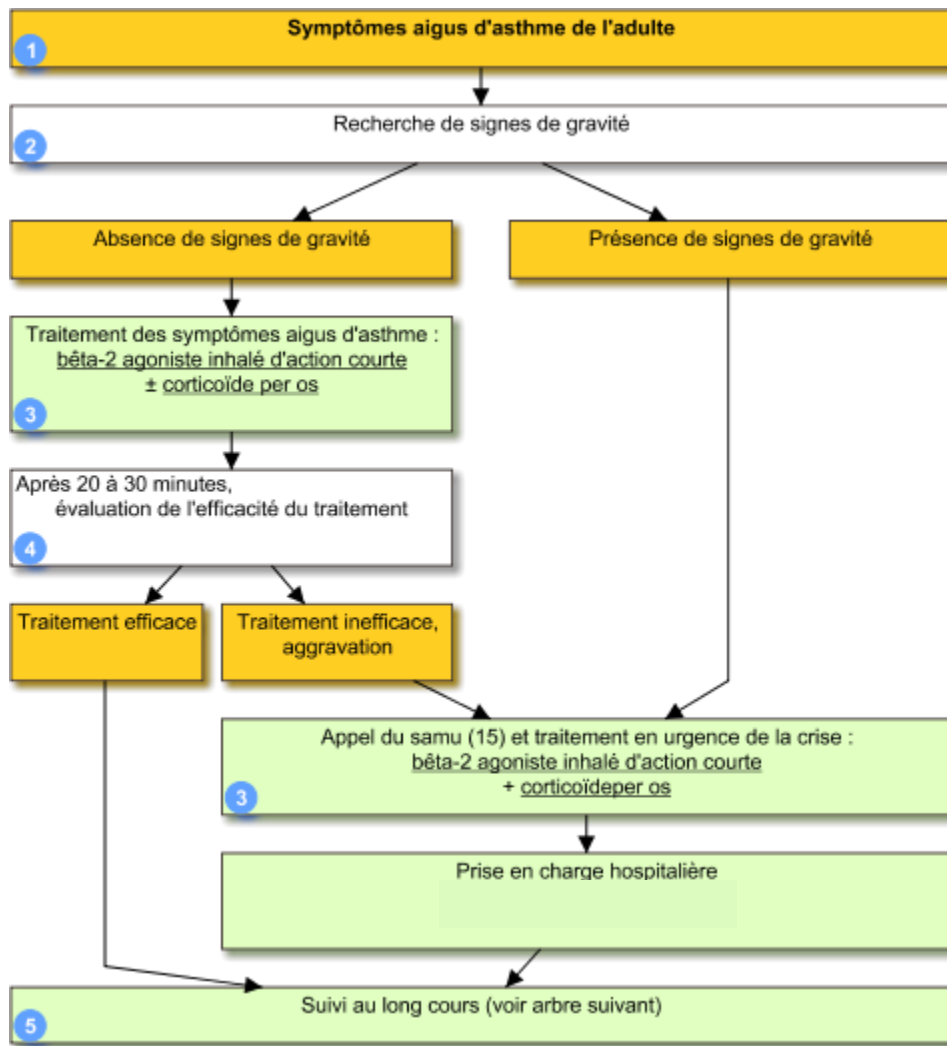 Symptômes aigus d'asthme de l'adulte
1
Recherche de signes de gravité
2
Absence de signes de gravité
Présence de signes de gravité
Traitement des symptômes aigus d'asthme :
bêta-2 agoniste inhalé d'action courte
± corticoïde per os
3
Après 20 à 30 minutes,
évaluation de l'efficacité du traitement
4
Traitement efficace
Traitement inefficace,
aggravation
Appel du samu (15) et traitement en urgence de la crise :
bêta-2 agoniste inhalé d'action courte
+ corticoïdeper os
3
Prise en charge hospitalière
Suivi au long cours (voir arbre suivant)
5